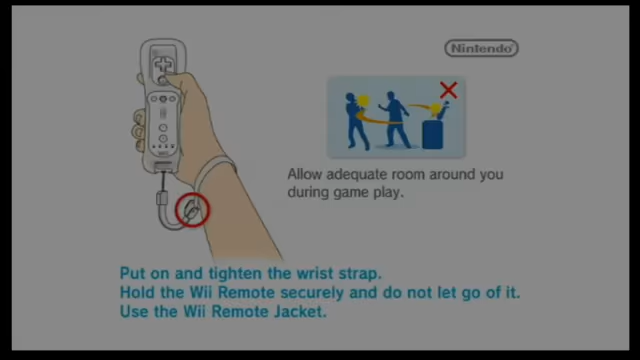 Nintendo
Allow adequate room around you
during game play.
Put on and tighten the wrist strap.
Hold the Wii Remote securely and do not let go of it.
Use the Wii Remote Jacket.